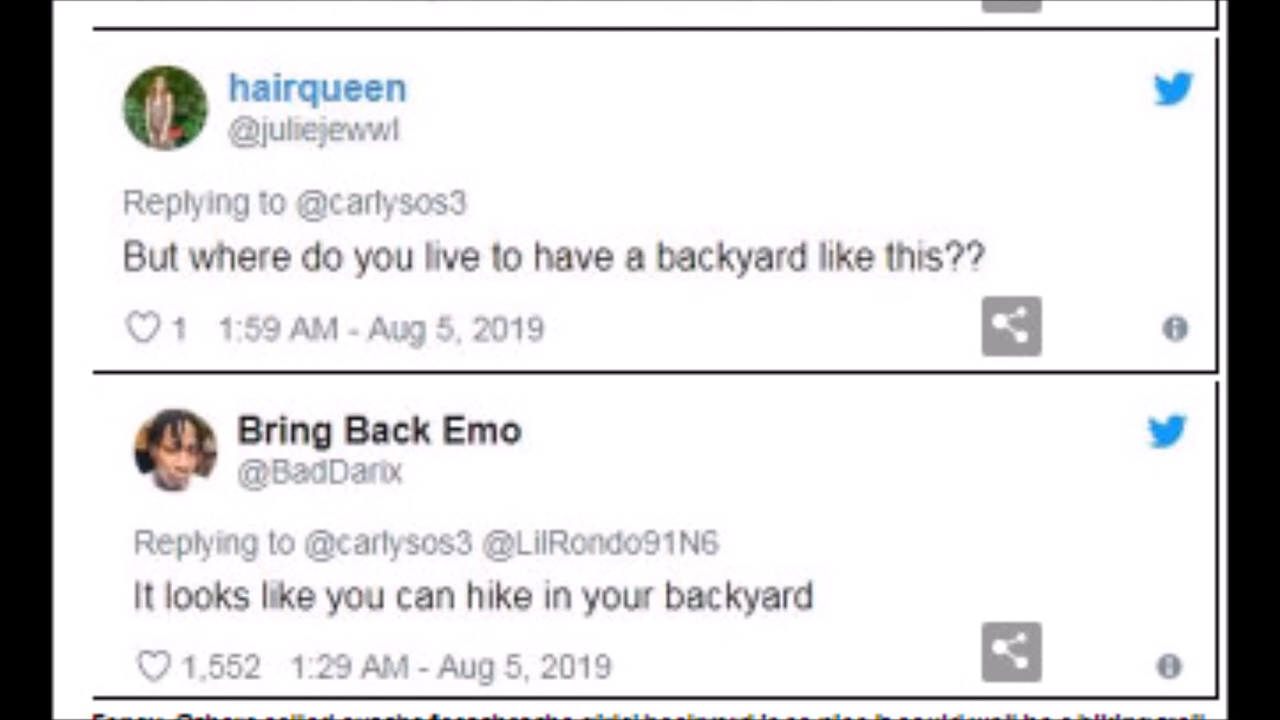 hairqueen
@juliejewwl
Replying to @carlysos3
But where do you live to have a backyard like this??
1 1:59 AM - Aug 5, 2019
Bring Back Emo
@BadDarix
Replying to @carlysos3 @LilRondo91N6
It looks like you can hike in your backyard
1,552 1:29 AM - Aug 5, 2019